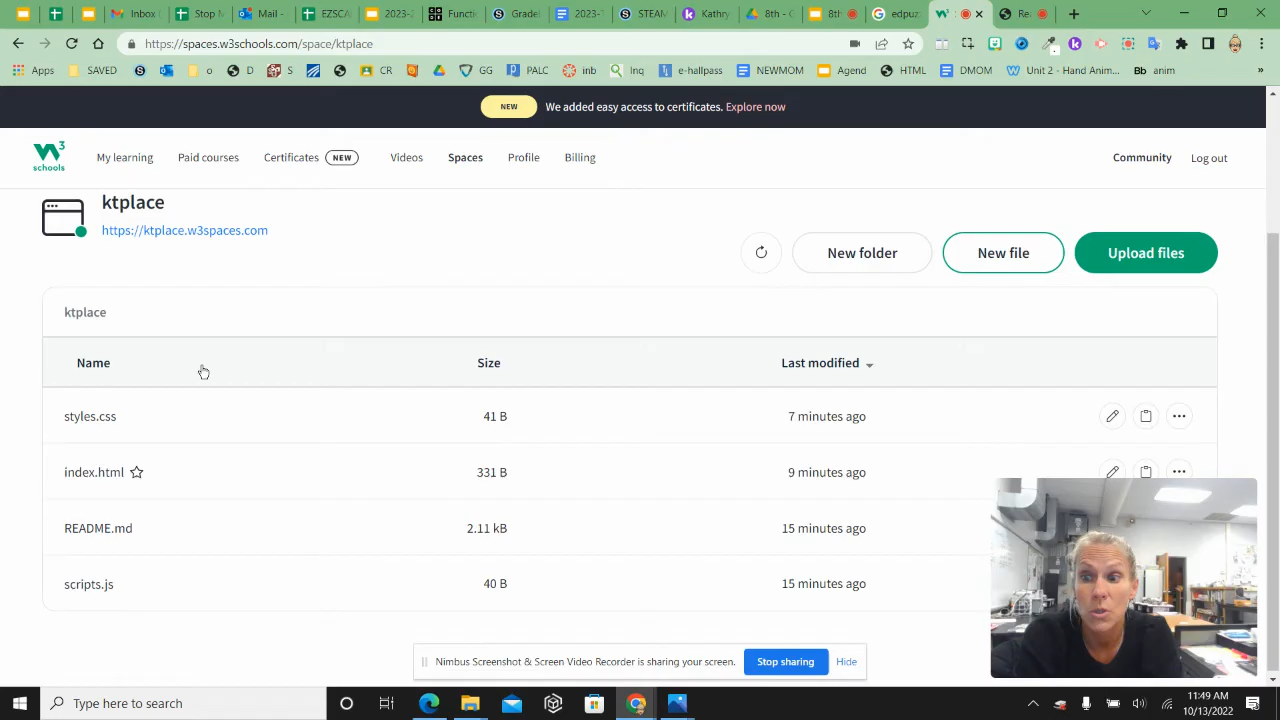 Inbox
Stop M
Mail -
EZSCA
2023-2
Functi
Grade
2023-1
STEAM
Kathry
8th - G
8th
edpuz
Re
https://spaces.w3schools.com/space/ktplace
Apps SAVED o D S CR GG PALC inb Inq e-hallpass NEWMOM Agend HTML DMOM Unit 2 - Hand Anim... Bb anim »
NEW We added easy access to certificates. Explore now
W3 schools My learning Paid courses Certificates NEW Videos Spaces Profile Billing Community Log out
ktplace
https://ktplace.w3spaces.com
New folder New file Upload files
ktplace
Name Size Last modified
styles.css 41 B 7 minutes ago
index.html 331 B 9 minutes ago
README.md 2.11 kB 15 minutes ago
scripts.js 40 B 15 minutes ago
Nimbus Screenshot & Screen Video Recorder is sharing your screen. Stop sharing Hide
Type here to search 11:49 AM
10/13/2022